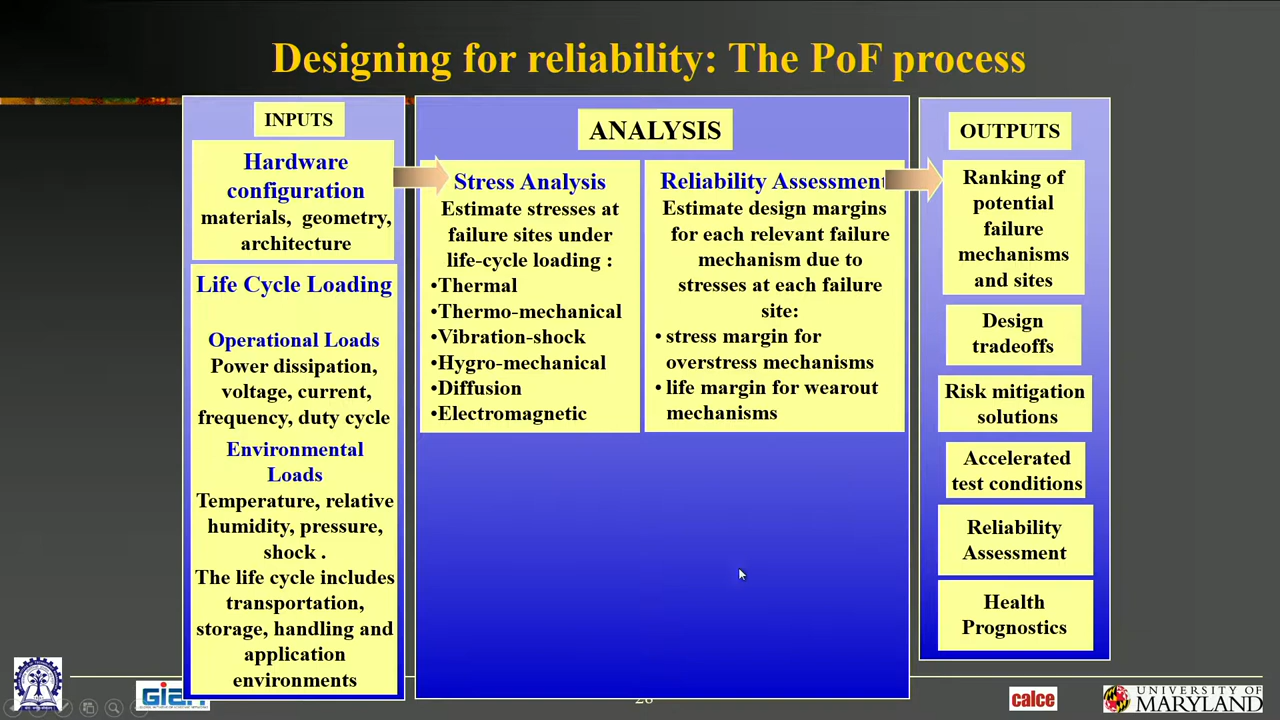 Designing for reliability: The PoF process
INPUTS
Hardware
configuration
materials, geometry,
architecture
Life Cycle Loading
Operational Loads
Power dissipation,
voltage, current,
frequency, duty cycle
Environmental
Loads
Temperature, relative
humidity, pressure,
shock .
The life cycle includes
transportation,
storage, handling and
application
environments
ANALYSIS
Stress Analysis
Estimate stresses at
failure sites under
life-cycle loading :
•Thermal
•Thermo-mechanical
•Vibration-shock
•Hygro-mechanical
•Diffusion
•Electromagnetic
Reliability Assessment
Estimate design margins
for each relevant failure
mechanism due to
stresses at each failure
site:
• stress margin for
overstress mechanisms
• life margin for wearout
mechanisms
OUTPUTS
Ranking of
potential
failure
mechanisms
and sites
Design
tradeoffs
Risk mitigation
solutions
Accelerated
test conditions
Reliability
Assessment
Health
Prognostics
calce
UNIVERSITY OF
MARYLAND